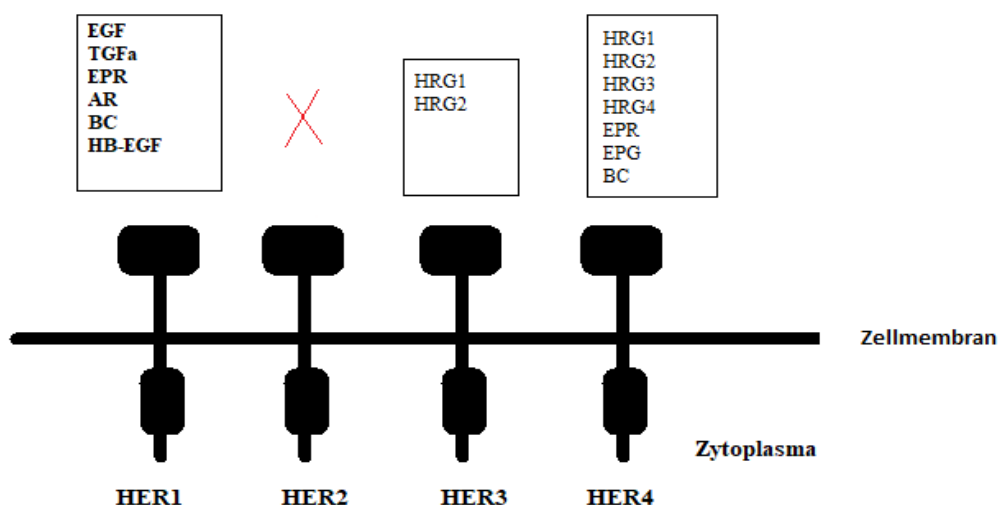 EGF
TGFa
EPR
AR
BC
HB-EGF
HRG1
HRG2
HRG1
HRG2
HRG3
HRG4
EPR
EPG
BC
Zellmembran
Zytoplasma
HER1
HER2
HER3
HER4